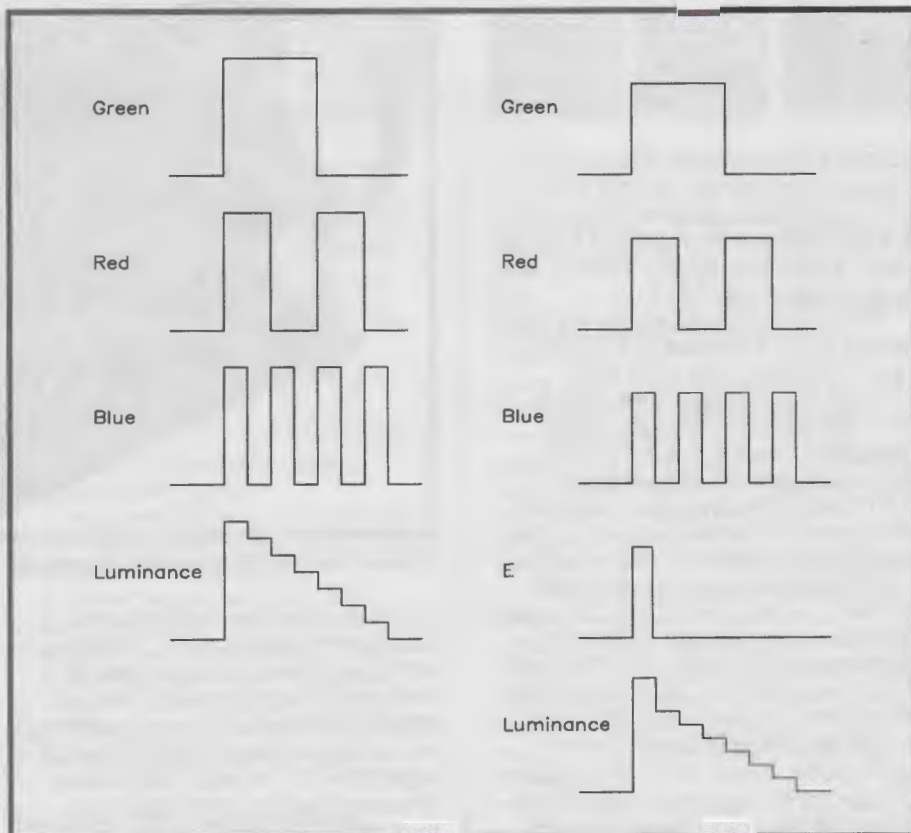 Green
Red
Blue
Luminance
Green
Red
Blue
E
Luminance